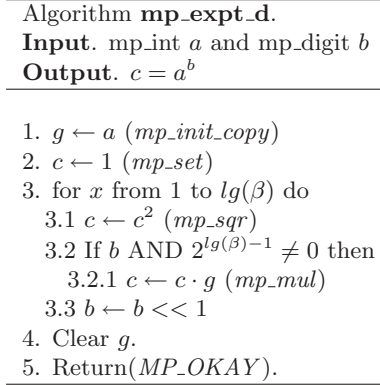 Algorithm mp_expt_d.
Input. mp_int a and mp_digit b
Output. c = a^b
1. g ← a (mp_init_copy)
2. c ← 1 (mp_set)
3. for x from 1 to lg(β) do
3.1 c ← c^2 (mp_sqr)
3.2 If b AND 2^{lg(β)−1} ≠ 0 then
3.2.1 c ← c · g (mp_mul)
3.3 b ← b << 1
4. Clear g.
5. Return(MP_OKAY).